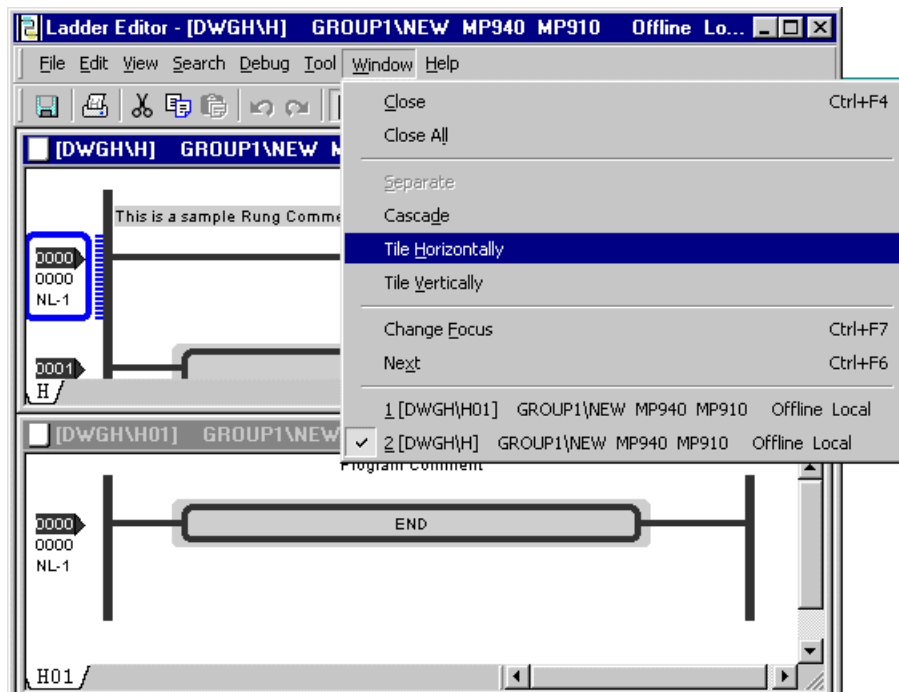 Ladder Editor - [DWGH\H] GROUP1\NEW MP940 MP910 Offline Lo...
File Edit View Search Debug Tool Window Help
Close Ctrl+F4
Close All
Separate
Cascade
Tile Horizontally
Tile Vertically
Change Focus Ctrl+F7
Next Ctrl+F6
1 [DWGH\H01] GROUP1\NEW MP940 MP910 Offline Local
2 [DWGH\H] GROUP1\NEW MP940 MP910 Offline Local
[DWGH\H] GROUP1\NEW
This is a sample Rung Comme
0000
0000
NL-1
0001
H
[DWGH\H01] GROUP1\NEW
Program Comment
0000
0000
NL-1
END
H01